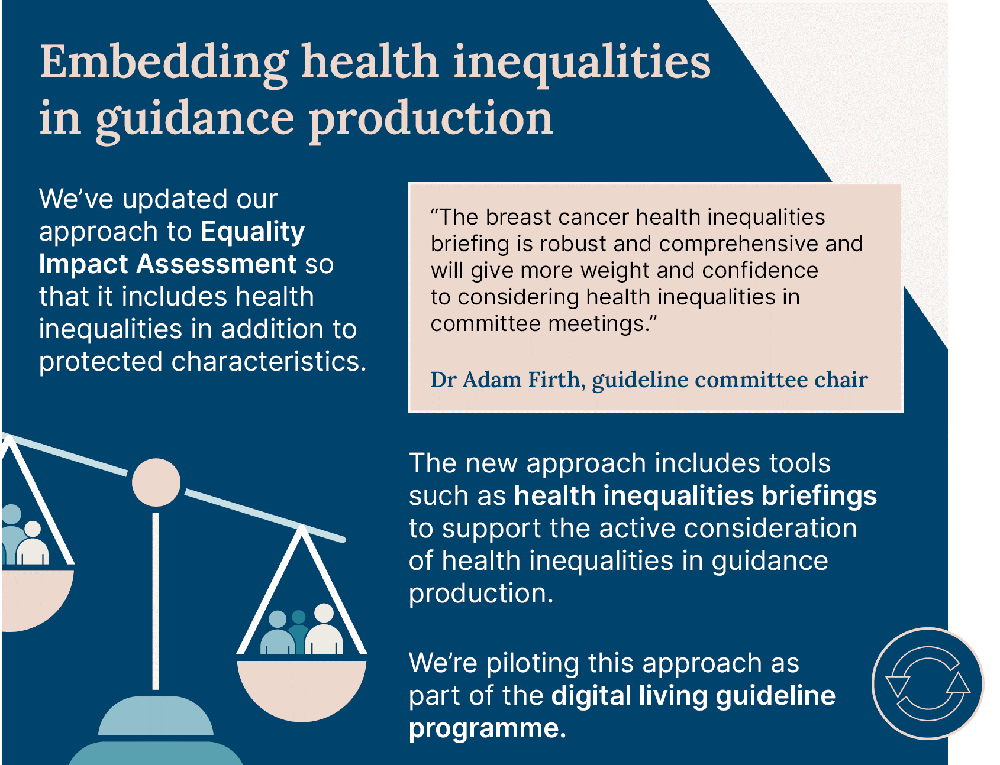 Embedding health inequalities
in guidance production
We’ve updated our
approach to Equality
Impact Assessment so
that it includes health
inequalities in addition to
protected characteristics.
“The breast cancer health inequalities
briefing is robust and comprehensive and
will give more weight and confidence
to considering health inequalities in
committee meetings.”
Dr Adam Firth, guideline committee chair
The new approach includes tools
such as health inequalities briefings
to support the active consideration
of health inequalities in guidance
production.
We’re piloting this approach as
part of the digital living guideline
programme.